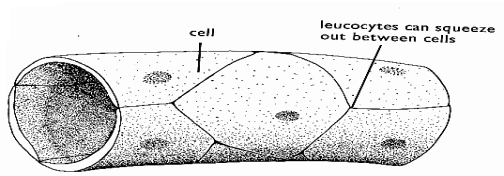 cell
leucocytes can squeeze
out between cells